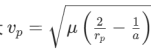 v_p = \sqrt{\mu \left( \frac{2}{r_p} - \frac{1}{a} \right)}